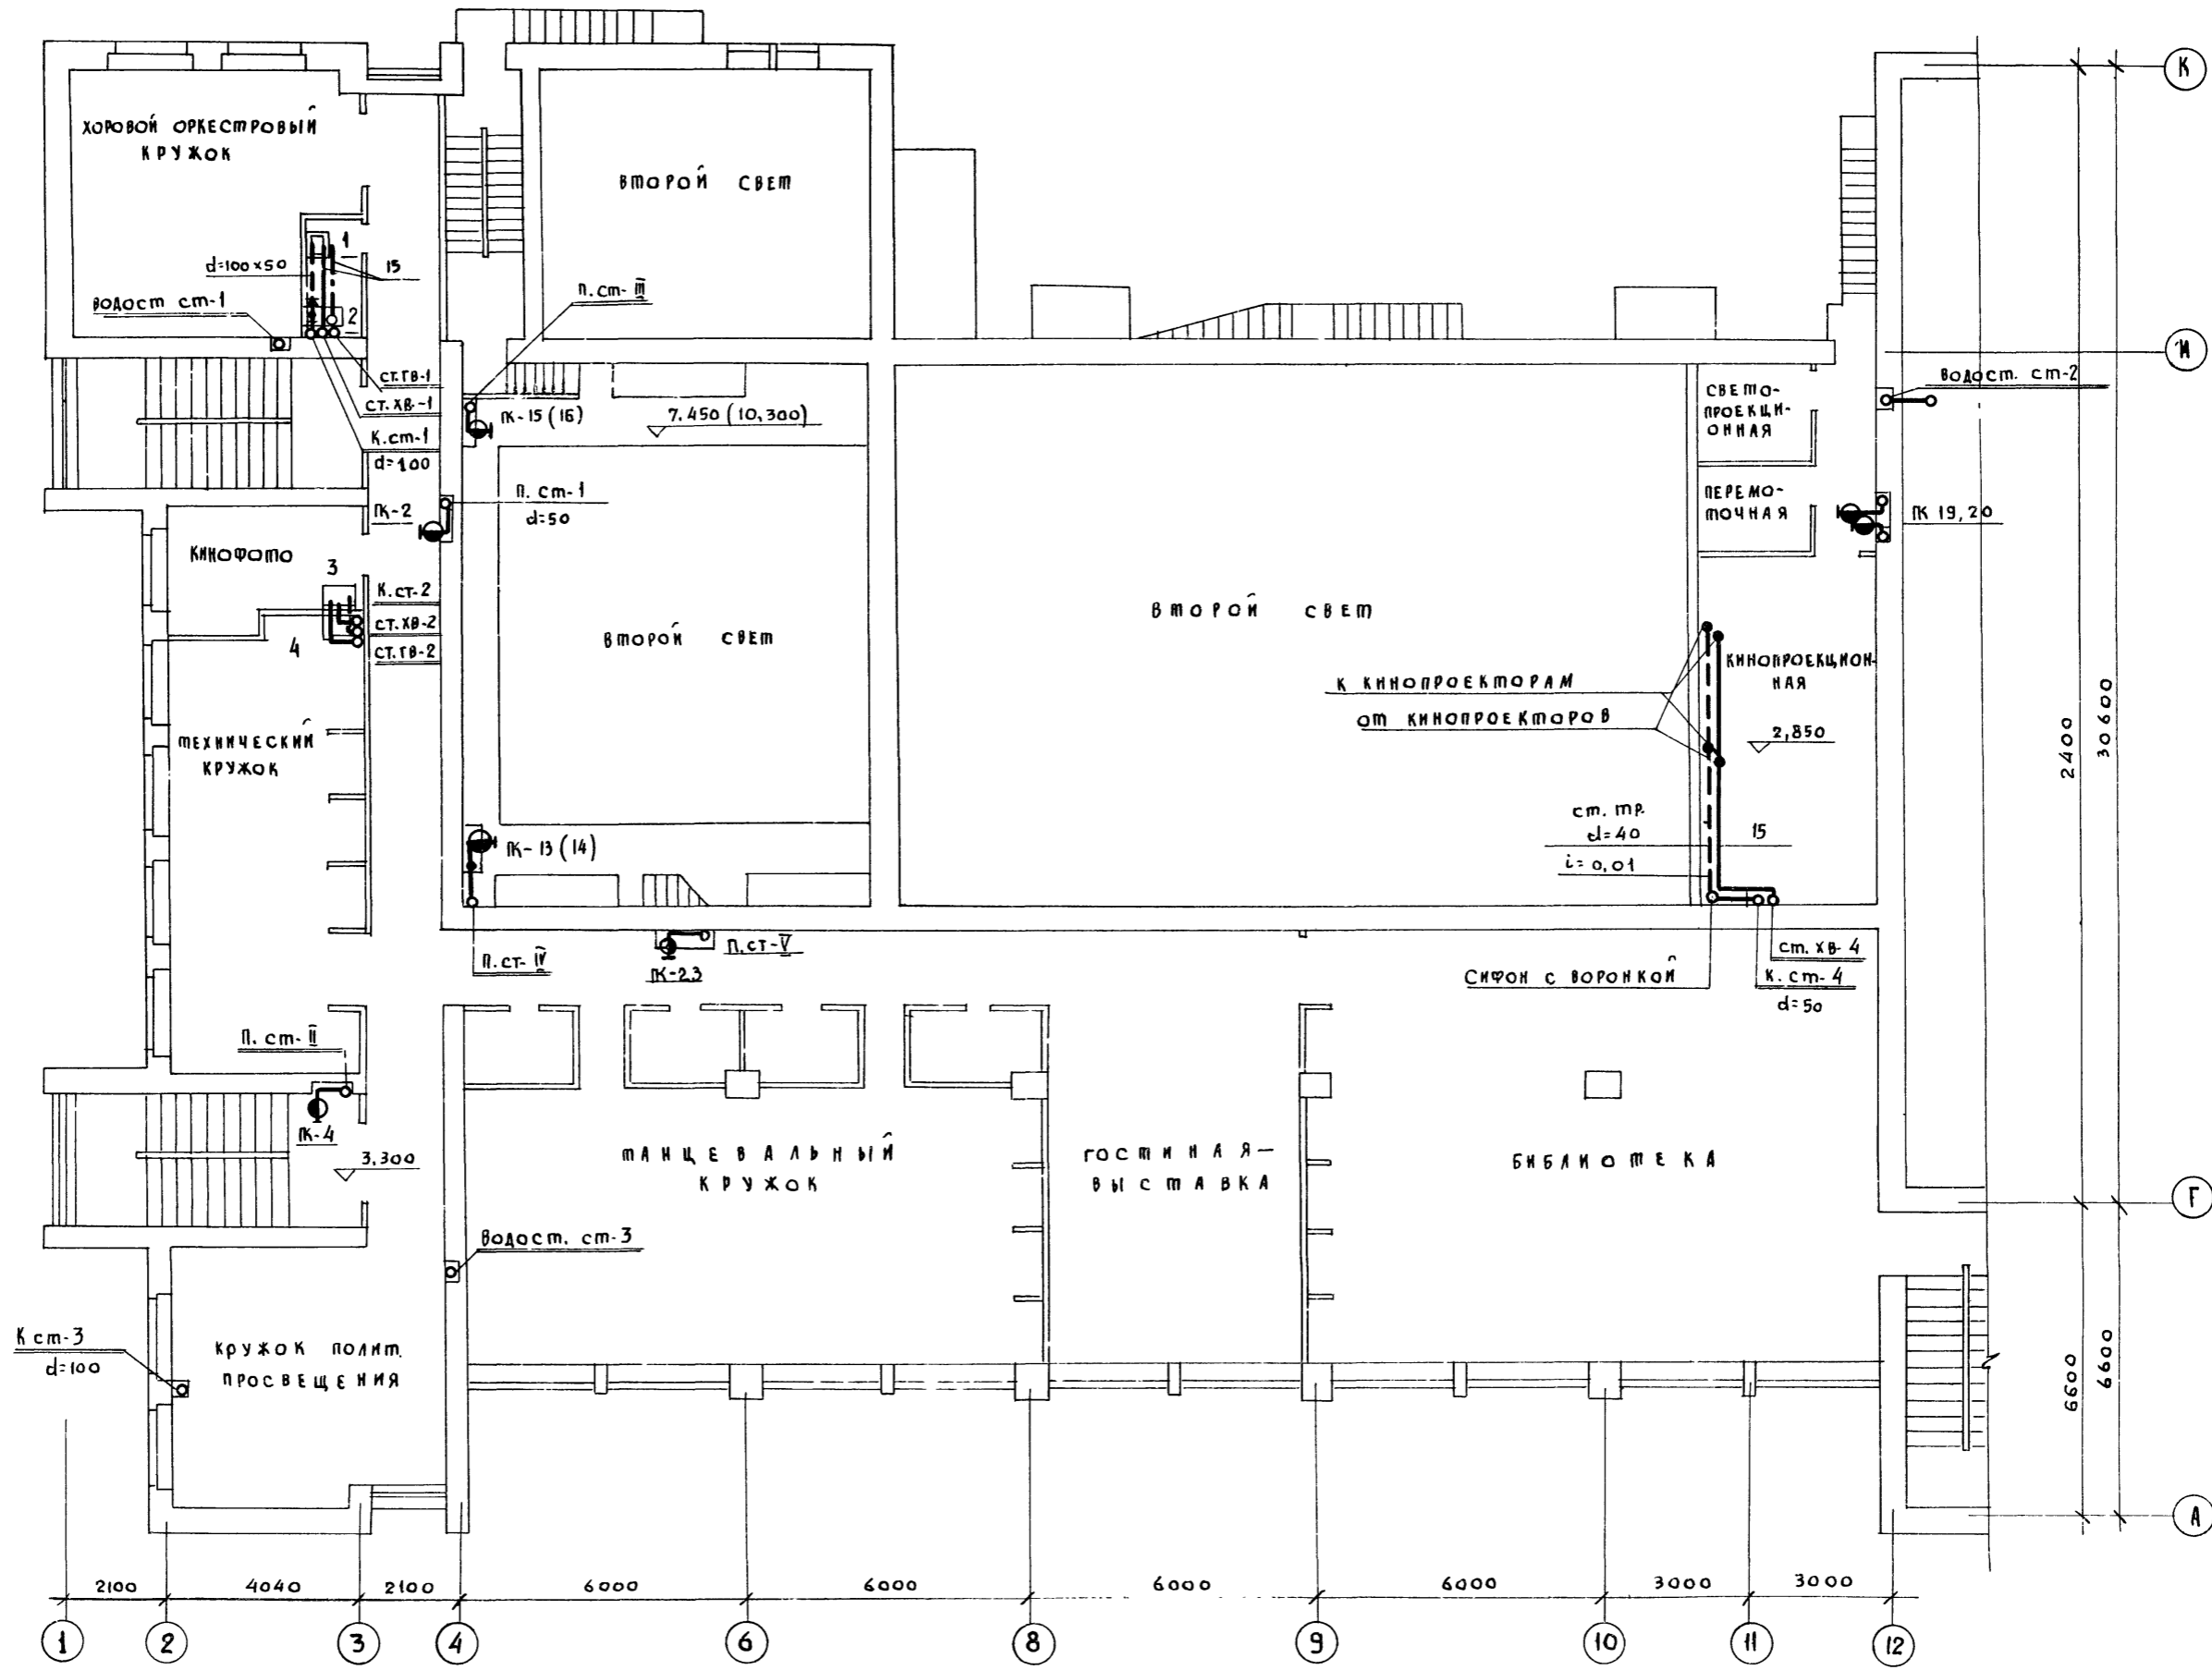 К
ХОРОВОЙ ОРКЕСТРОВЫЙ
КРУЖОК
ВТОРОЙ СВЕТ
1
d=100×50
15
ВОДОСТ СТ-1
2
П.СТ-III
И
СТ.ГВ-1
СТ.ХВ.-1
К.СТ-1
d=100
ПК-15 (16)
7.450 (10,300)
СВЕТО-
ПРОЕКЦИ-
ОННАЯ
ВОДОСТ. СТ-2
ПК-2
П. СТ-1
d=50
ПЕРЕМО-
ТОЧНАЯ
ПК 19,20
КИНОФОТО
3
4
К.СТ-2
СТ.ХВ-2
СТ.ГВ-2
ВТОРОЙ СВЕТ
ВТОРОЙ СВЕТ
К КИНОПРОЕКТОРАМ
ОТ КИНОПРОЕКТОРОВ
КИНОПРОЕКЦИОН-
НАЯ
2,850
2400
30600
ТЕХНИЧЕСКИЙ
КРУЖОК
СТ. ТР.
d=40
15
i=0,01
ПК-13 (14)
П.СТ-IV
ПК-23
П.СТ-V
СИФОН С ВОРОНКОЙ
СТ. ХВ-4
К. СТ-4
d=50
П. СТ-II
ПК-4
3,300
ТАНЦЕВАЛЬНЫЙ
КРУЖОК
ГОСТИНАЯ—
ВЫСТАВКА
БИБЛИОТЕКА
Г
ВОДОСТ. СТ-3
К СТ-3
d=100
КРУЖОК ПОЛИТ.
ПРОСВЕЩЕНИЯ
6600
6600
А
2100 4040 2100 6000 6000 6000 6000 3000 3000
1 2 3 4 6 8 9 10 11 12